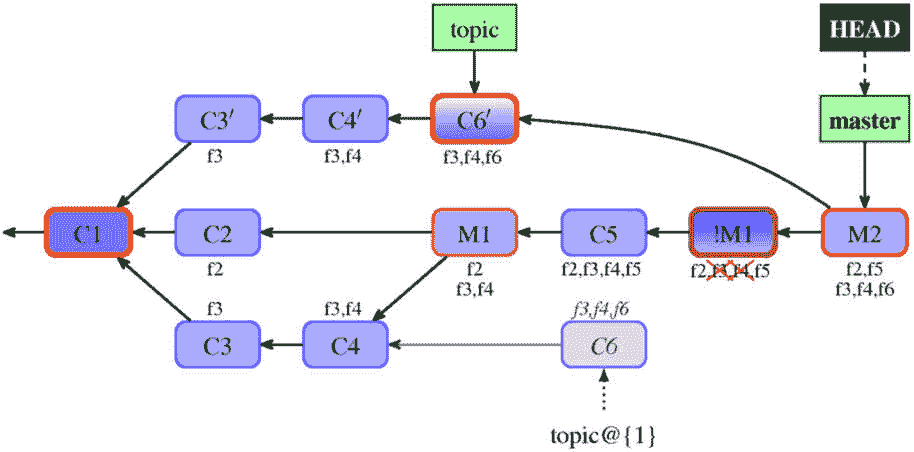 topic
HEAD
C3′
C4′
C6′
master
f3
f3,f4
f3,f4,f6
C1
C2
M1
C5
!M1
M2
f2
f2
f2,f3,f4,f5
f2,f3,f4,f5
f2,f5
f3,f4
f3,f4,f6
f3
f3,f4
f3,f4,f6
C3
C4
C6
topic@{1}